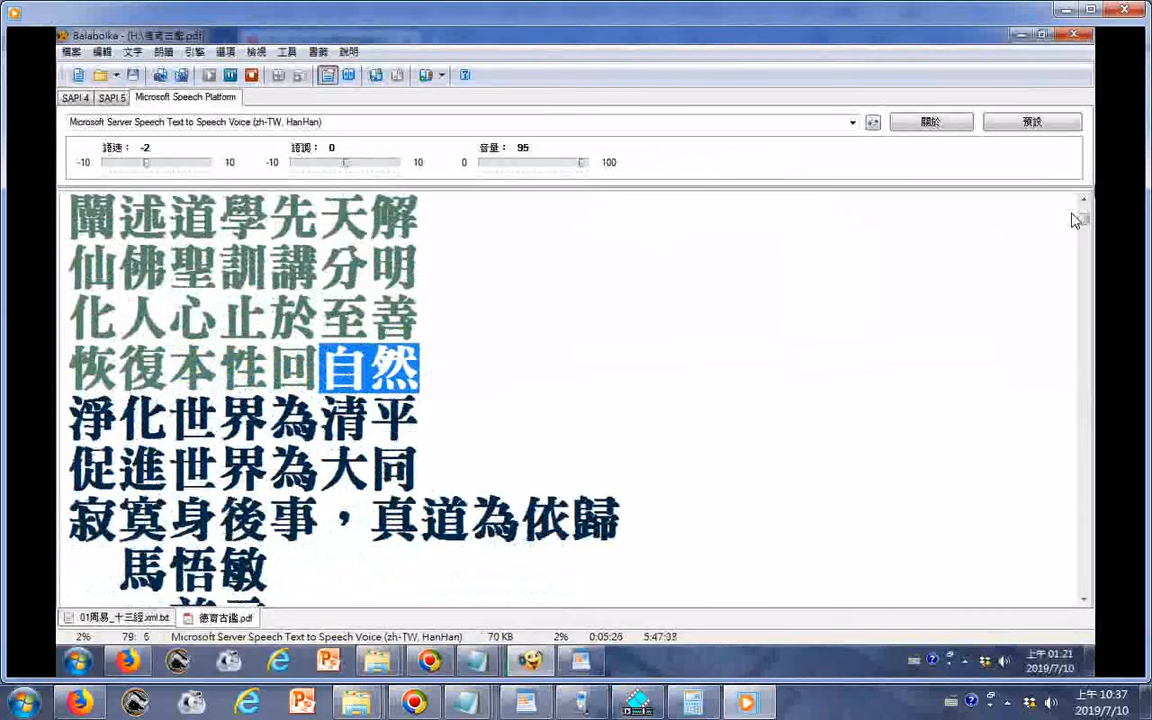 Balabolka - [H:\德育古鑑.pdf]
檔案 編輯 文字 朗讀 引擎 選項 檢視 工具 書籤 說明
SAPI 4 SAPI 5 Microsoft Speech Platform
Microsoft Server Speech Text to Speech Voice (zh-TW, HanHan) 關於 預設
語速： -2 語調： 0 音量： 95
-10 10 -10 10 0 100
闡述道學先天解
仙佛聖訓講分明
化人心止於至善
恢復本性回自然
淨化世界為清平
促進世界為大同
寂寞身後事，真道為依歸
馬悟敏
01周易_十三經.xml.txt 德育古鑑.pdf
2% 79: 6 Microsoft Server Speech Text to Speech Voice (zh-TW, HanHan) 70 KB 2% 0:05:26 5:47:33
上午 01:21
2019/7/10
上午 10:37
2019/7/10